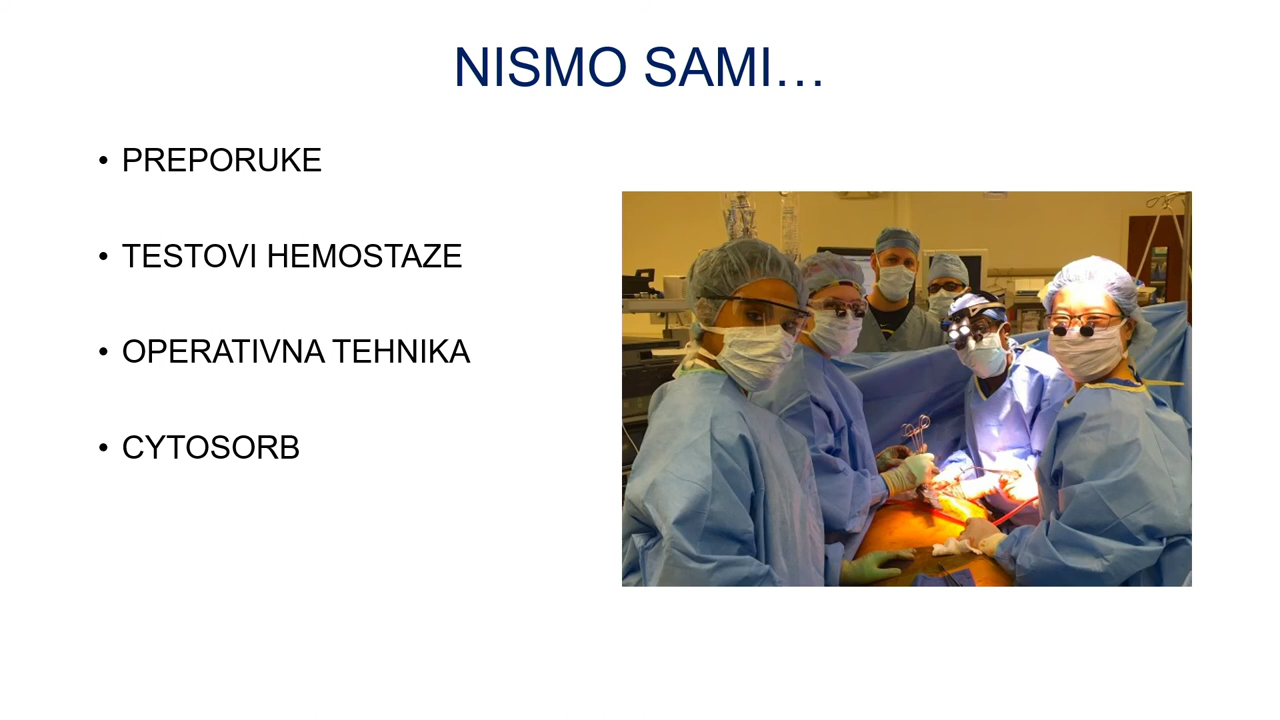 NISMO SAMI…
• PREPORUKE
• TESTOVI HEMOSTAZE
• OPERATIVNA TEHNIKA
• CYTOSORB